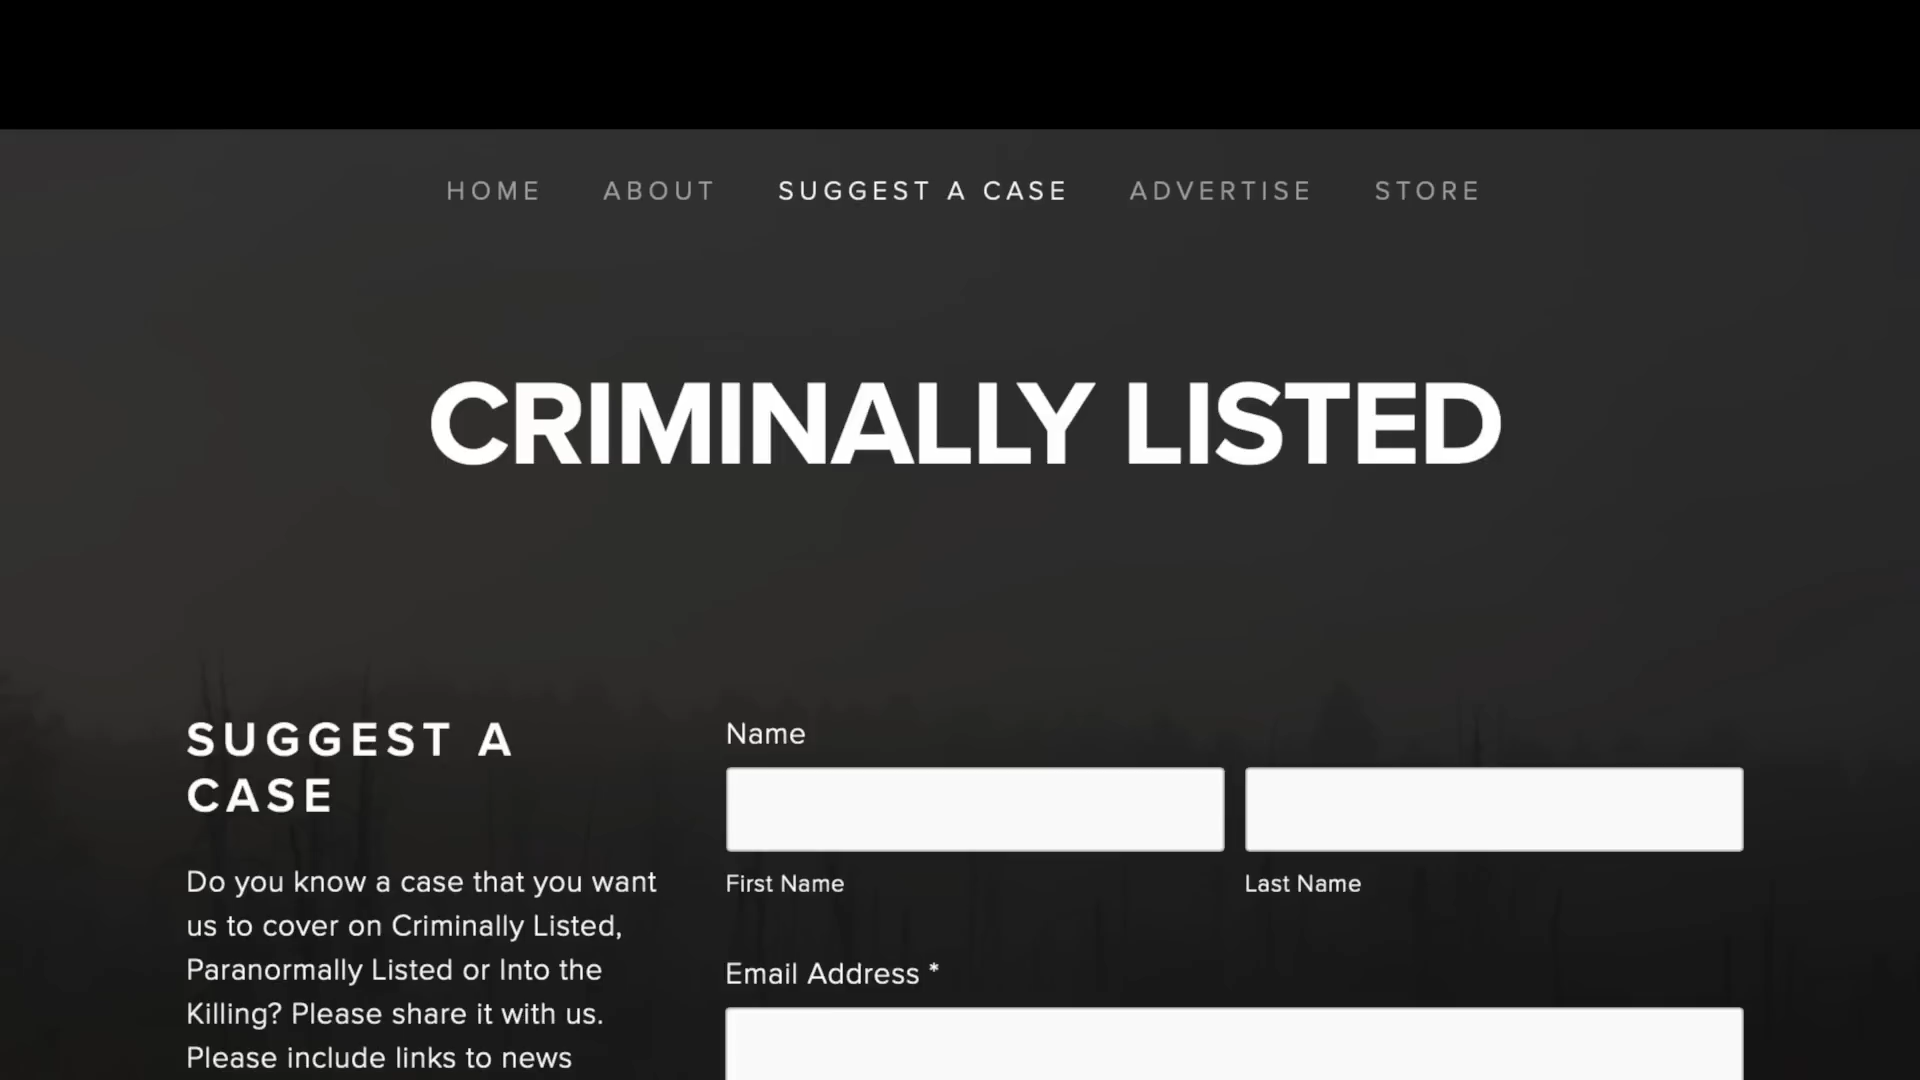 HOME ABOUT SUGGEST A CASE ADVERTISE STORE
CRIMINALLY LISTED
SUGGEST A
CASE
Do you know a case that you want
us to cover on Criminally Listed,
Paranormally Listed or Into the
Killing? Please share it with us.
Please include links to news
Name
First Name Last Name
Email Address *